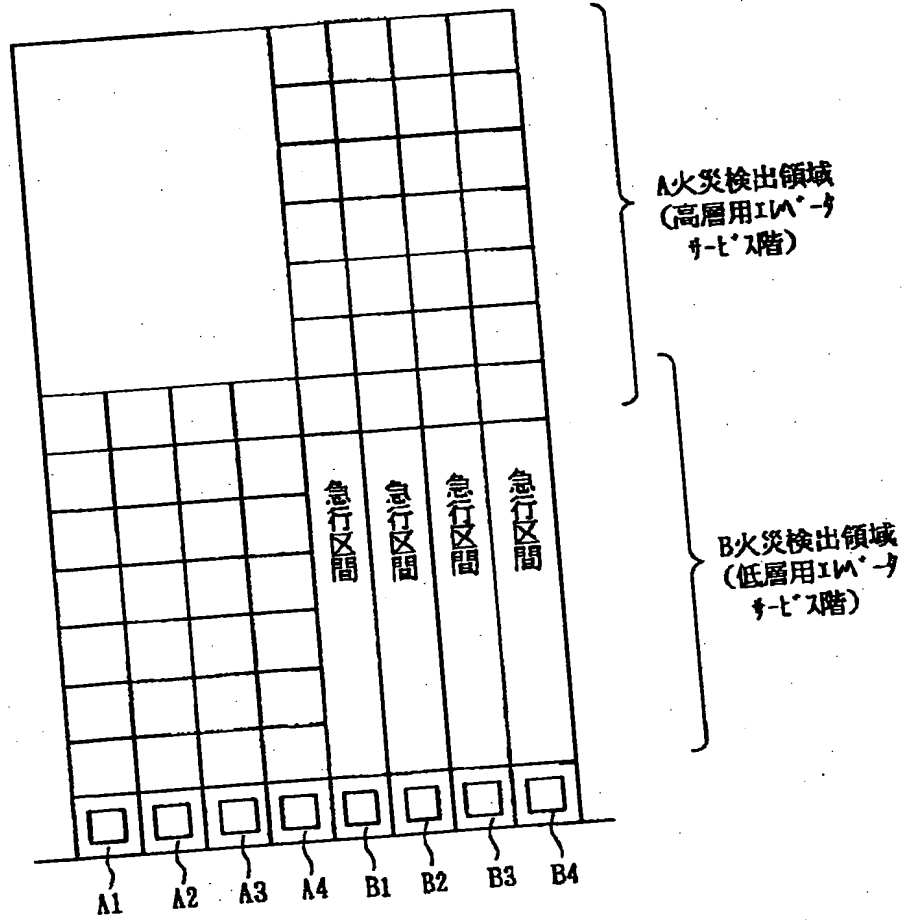 A火災検出領域
(高層用ｴﾚﾍﾞｰﾀ
ｻｰﾋﾞｽ階)
急行区間
急行区間
急行区間
急行区間
B火災検出領域
(低層用ｴﾚﾍﾞｰﾀ
ｻｰﾋﾞｽ階)
A1
A2
A3
A4
B1
B2
B3
B4